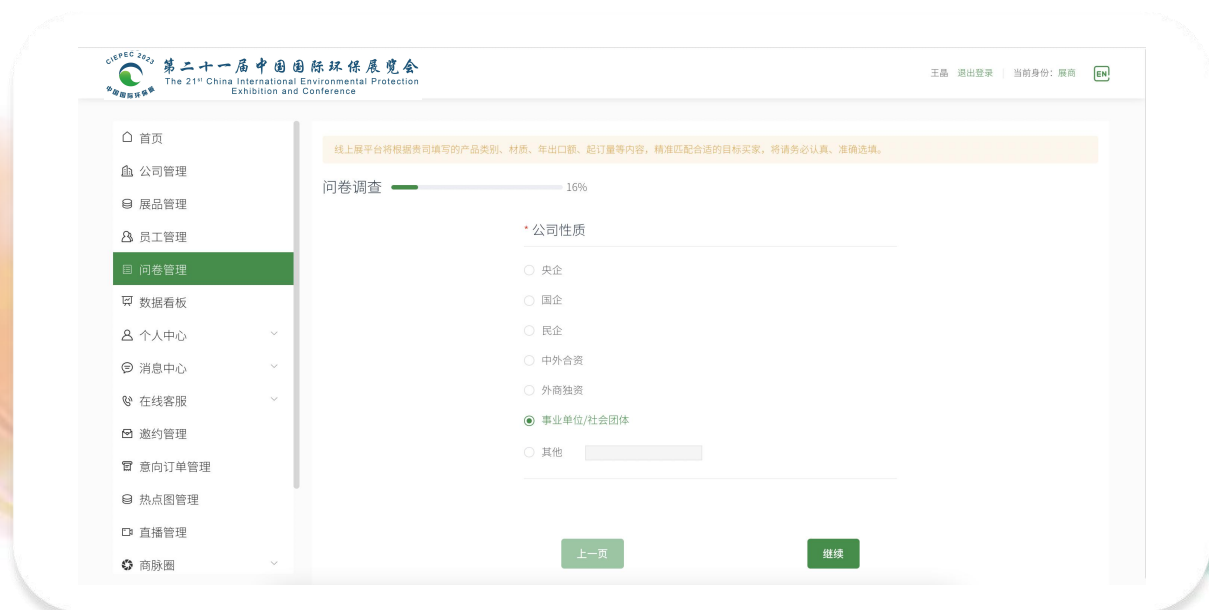 CIEPEC 2023
中国国际环保展
第二十一届中国国际环保展览会
The 21st China International Environmental Protection
Exhibition and Conference
王晶 退出登录 当前身份：展商 EN
首页
公司管理
展品管理
员工管理
问卷管理
数据看板
个人中心
消息中心
在线客服
邀约管理
意向订单管理
热点图管理
直播管理
商脉圈
线上展平台将根据贵司填写的产品类别、材质、年出口额、起订量等内容，精准匹配合适的目标买家。将请务必认真、准确选填。
问卷调查 16%
* 公司性质
央企
国企
民企
中外合资
外商独资
事业单位/社会团体
其他
上一页 继续